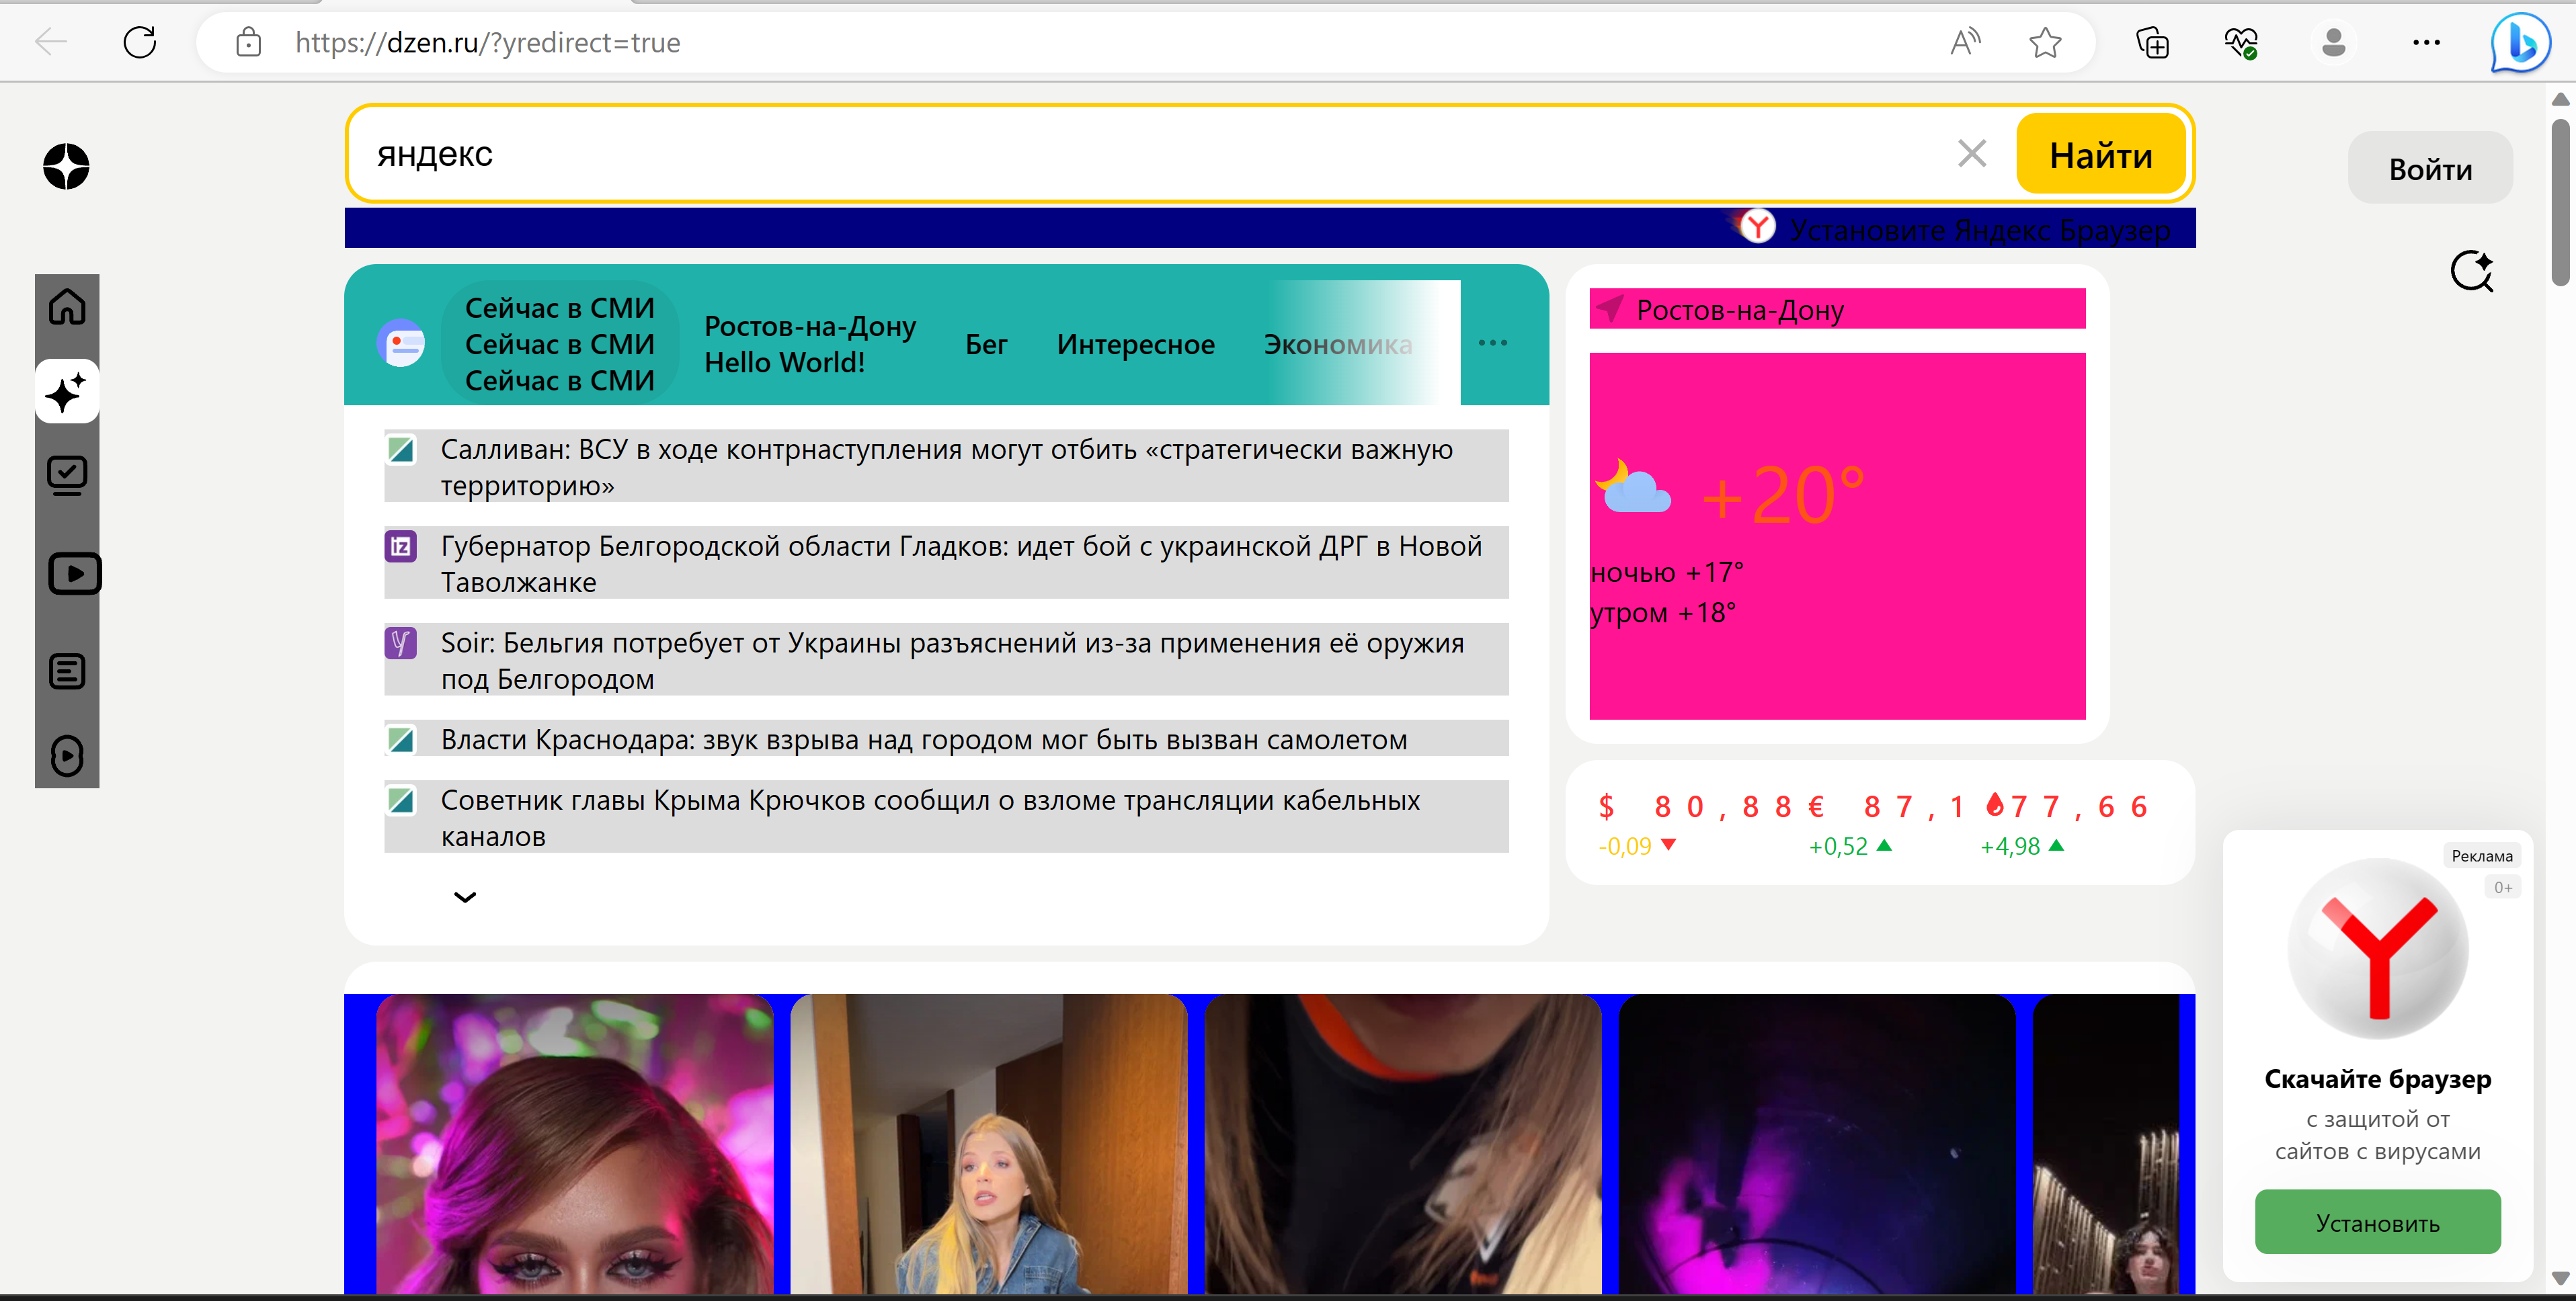 https://dzen.ru/?yredirect=true
яндекс
Найти
Войти
Установите Яндекс Браузер
Сейчас в СМИ
Сейчас в СМИ
Сейчас в СМИ
Ростов-на-Дону
Hello World!
Бег
Интересное
Экономика
Салливан: ВСУ в ходе контрнаступления могут отбить «стратегически важную
территорию»
Губернатор Белгородской области Гладков: идет бой с украинской ДРГ в Новой
Таволжанке
Soir: Бельгия потребует от Украины разъяснений из-за применения её оружия
под Белгородом
Власти Краснодара: звук взрыва над городом мог быть вызван самолетом
Советник главы Крыма Крючков сообщил о взломе трансляции кабельных
каналов
Ростов-на-Дону
+20°
ночью +17°
утром +18°
$ 80,88 € 87,1 77,66
-0,09 +0,52 +4,98
Реклама
0+
Скачайте браузер
с защитой от
сайтов с вирусами
Установить